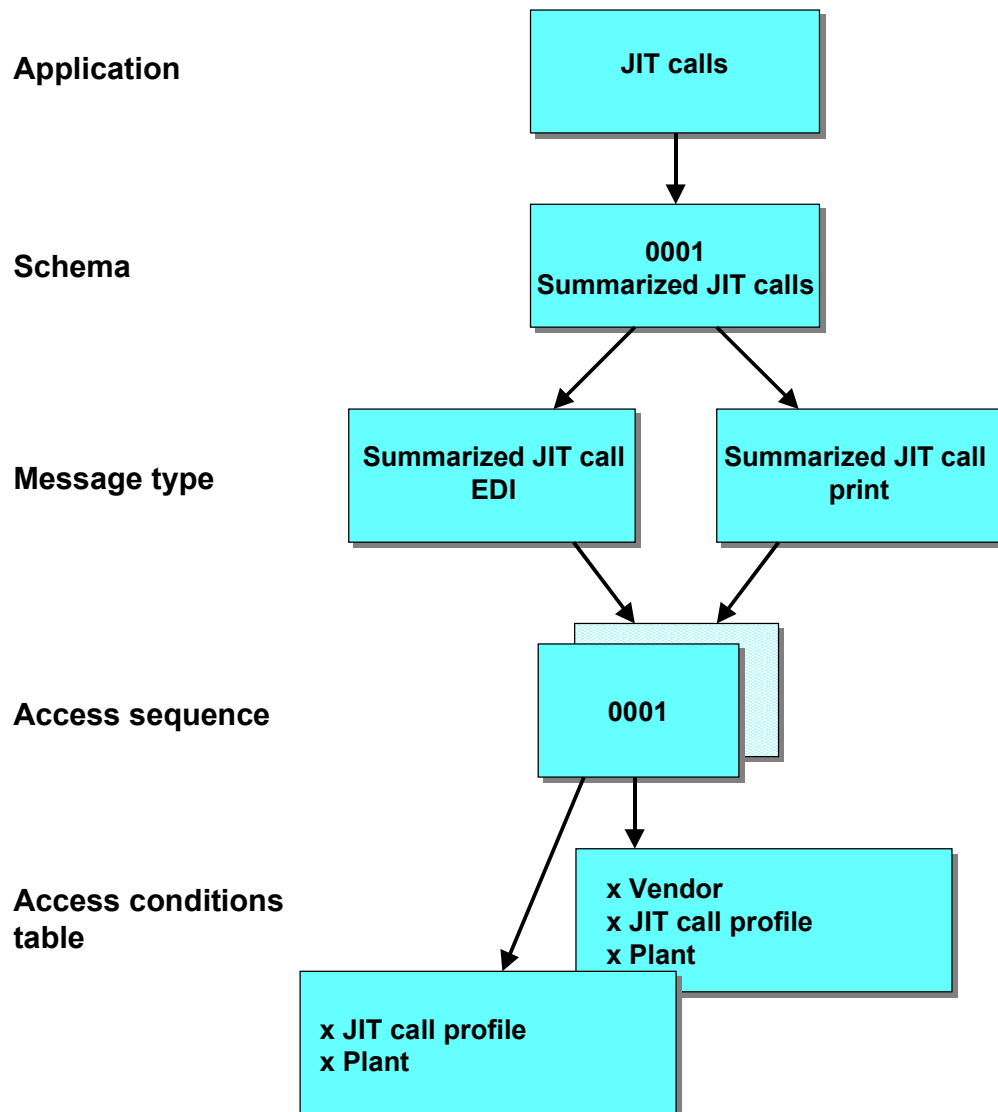 Application
JIT calls
Schema
0001
Summarized JIT calls
Message type
Summarized JIT call
EDI
Summarized JIT call
print
Access sequence
0001
Access conditions
table
x Vendor
x JIT call profile
x Plant
x JIT call profile
x Plant